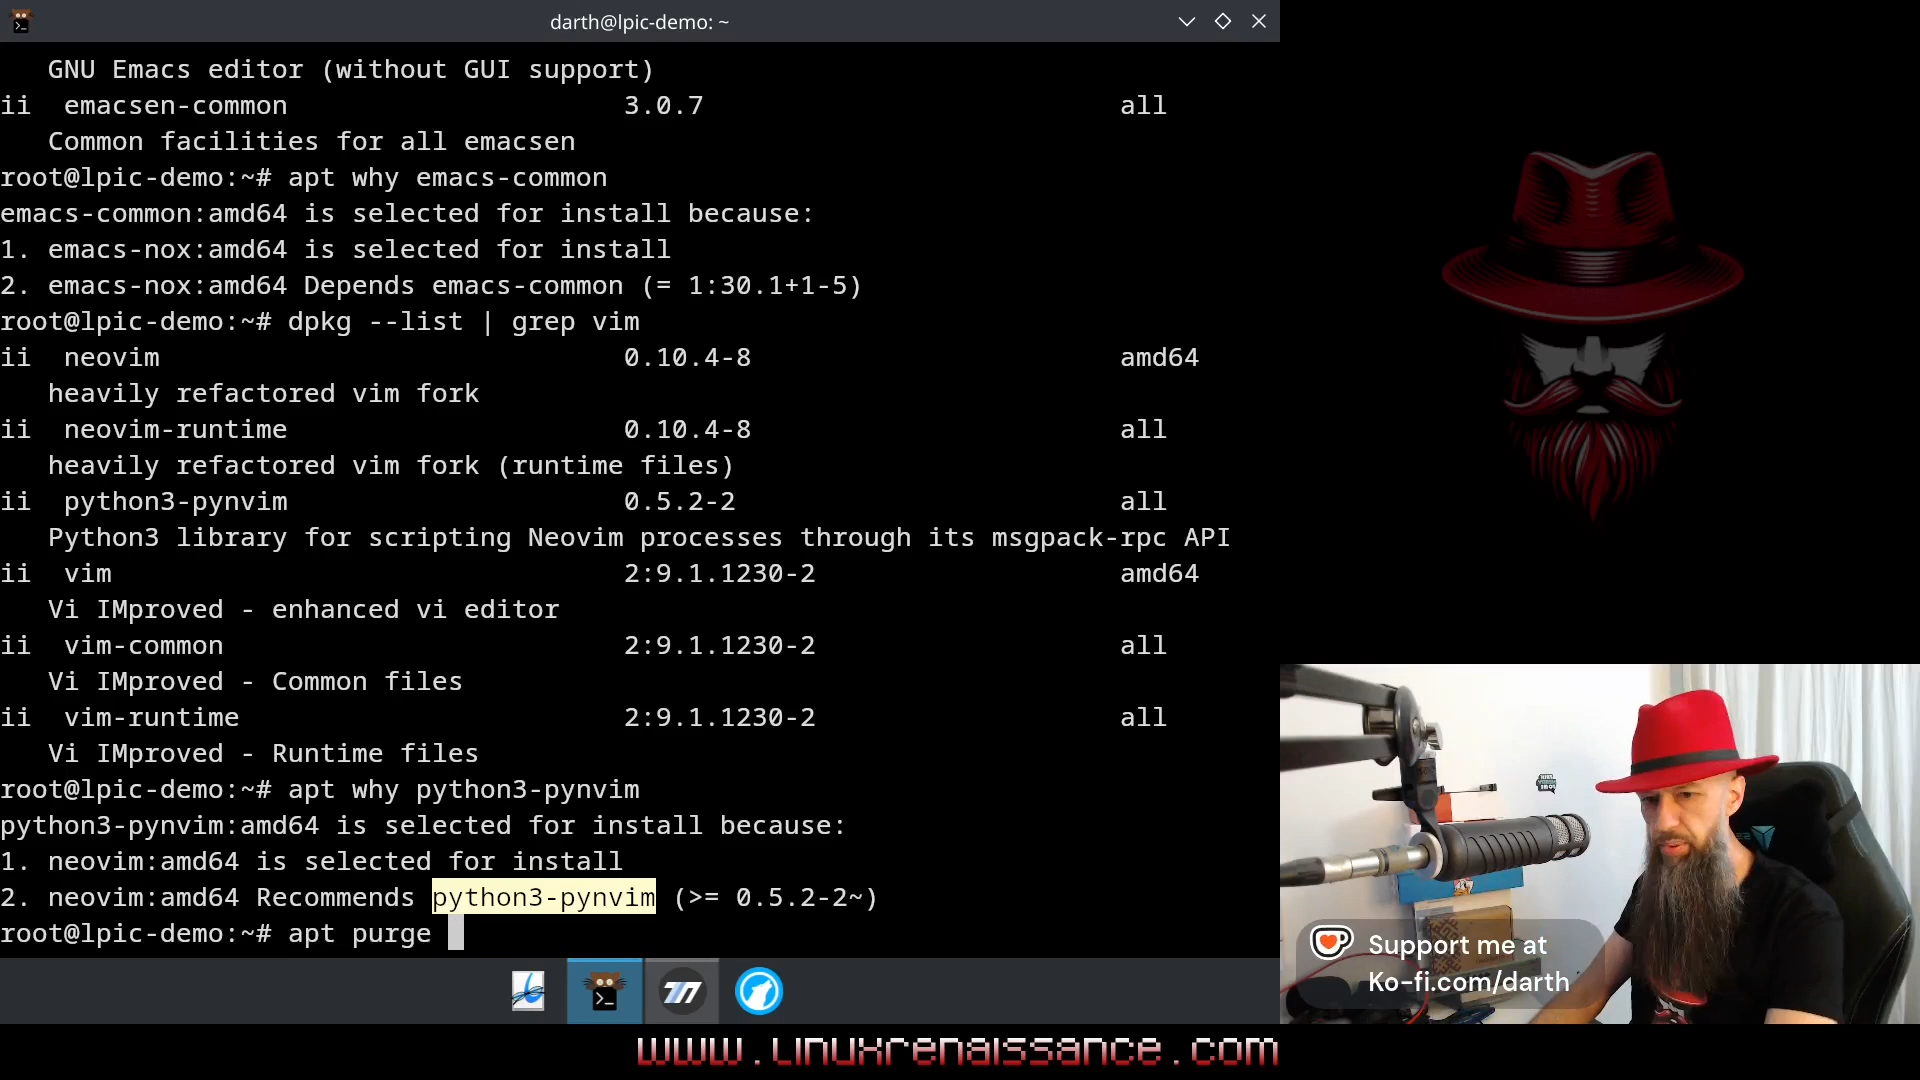 darth@lpic-demo: ~
GNU Emacs editor (without GUI support)
ii  emacsen-common                     3.0.7                          all
Common facilities for all emacsen
root@lpic-demo:~# apt why emacs-common
emacs-common:amd64 is selected for install because:
1. emacs-nox:amd64 is selected for install
2. emacs-nox:amd64 Depends emacs-common (= 1:30.1+1-5)
root@lpic-demo:~# dpkg --list | grep vim
ii  neovim                             0.10.4-8                       amd64
heavily refactored vim fork
ii  neovim-runtime                     0.10.4-8                       all
heavily refactored vim fork (runtime files)
ii  python3-pynvim                     0.5.2-2                        all
Python3 library for scripting Neovim processes through its msgpack-rpc API
ii  vim                                2:9.1.1230-2                   amd64
Vi IMproved - enhanced vi editor
ii  vim-common                         2:9.1.1230-2                   all
Vi IMproved - Common files
ii  vim-runtime                        2:9.1.1230-2                   all
Vi IMproved - Runtime files
root@lpic-demo:~# apt why python3-pynvim
python3-pynvim:amd64 is selected for install because:
1. neovim:amd64 is selected for install
2. neovim:amd64 Recommends python3-pynvim (>= 0.5.2-2~)
root@lpic-demo:~# apt purge
Support me at
Ko-fi.com/darth
www.linuxrenaissance.com